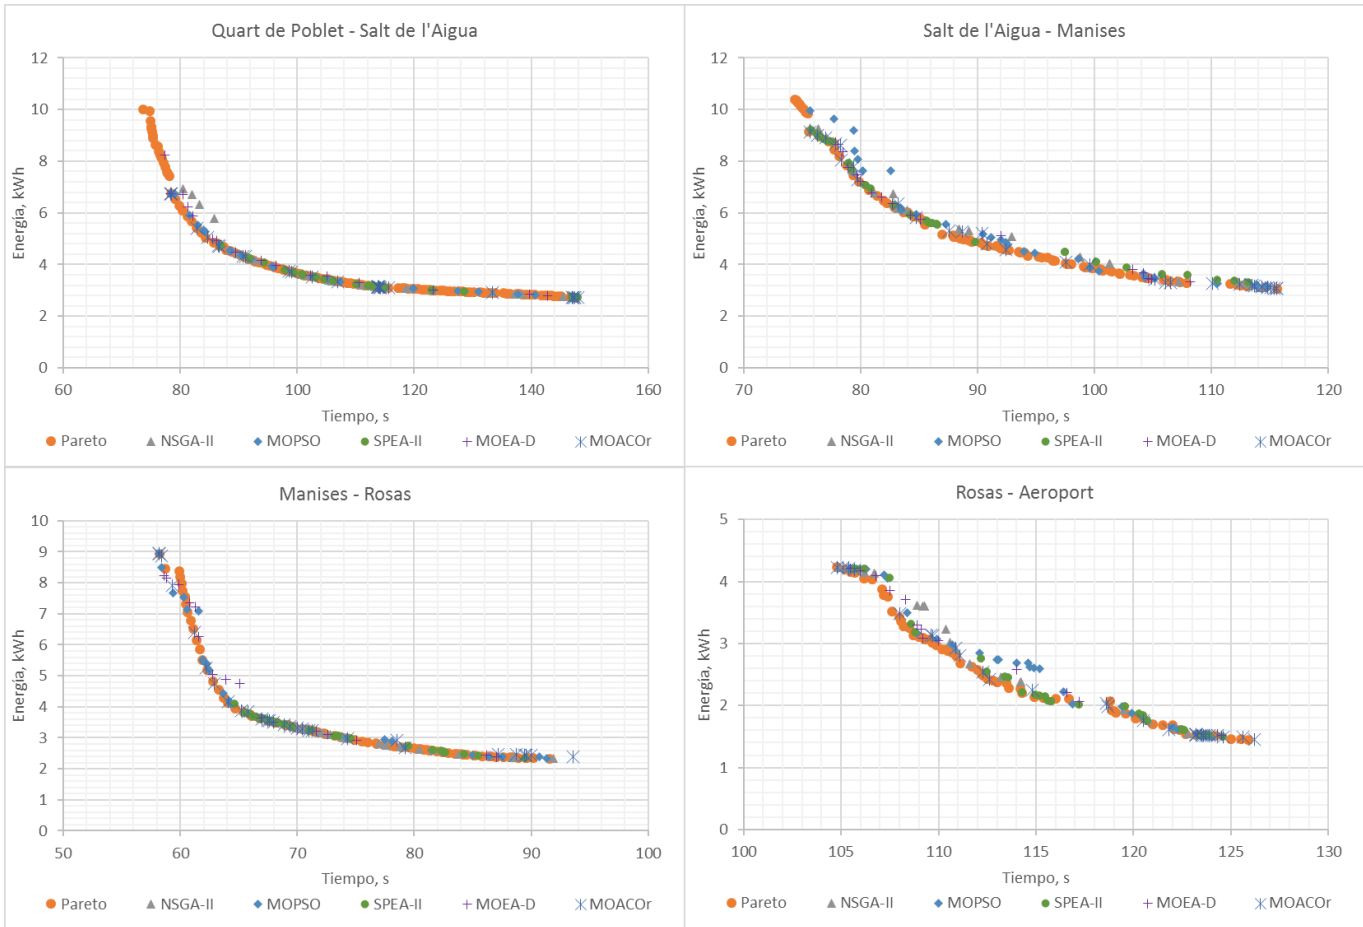 Quart de Poblet - Salt de l'Aigua
12
10
8
6
4
2
0
Energía, kWh
60 80 100 120 140 160
Tiempo, s
Pareto NSGA-II MOPSO SPEA-II MOEA-D MOACOr
Salt de l'Aigua - Manises
12
10
8
6
4
2
0
Energía, kWh
70 80 90 100 110 120
Tiempo, s
Pareto NSGA-II MOPSO SPEA-II MOEA-D MOACOr
Manises - Rosas
10
9
8
7
6
5
4
3
2
1
0
Energía, kWh
50 60 70 80 90 100
Tiempo, s
Pareto NSGA-II MOPSO SPEA-II MOEA-D MOACOr
Rosas - Aeroport
5
4
3
2
1
0
Energía, kWh
100 105 110 115 120 125 130
Tiempo, s
Pareto NSGA-II MOPSO SPEA-II MOEA-D MOACOr